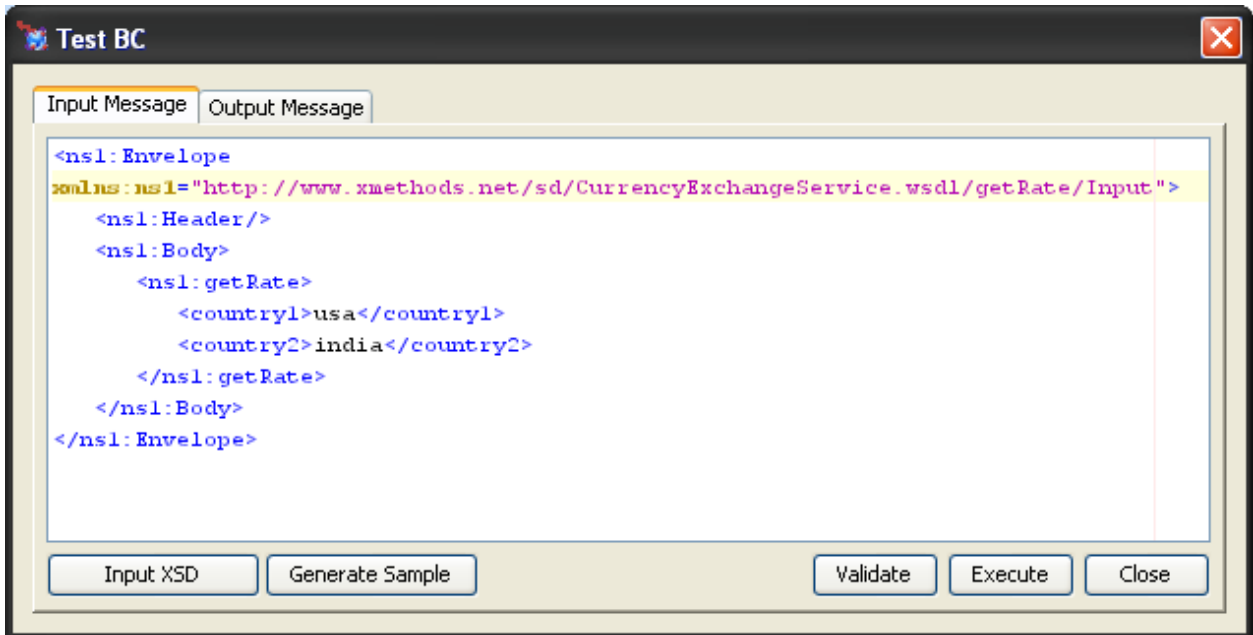 Test BC
Input Message Output Message
<ns1:Envelope
xmlns:ns1="http://www.xmethods.net/sd/CurrencyExchangeService.wsdl/getRate/Input">
<ns1:Header/>
<ns1:Body>
<ns1:getRate>
<country1>usa</country1>
<country2>india</country2>
</ns1:getRate>
</ns1:Body>
</ns1:Envelope>
Input XSD Generate Sample Validate Execute Close